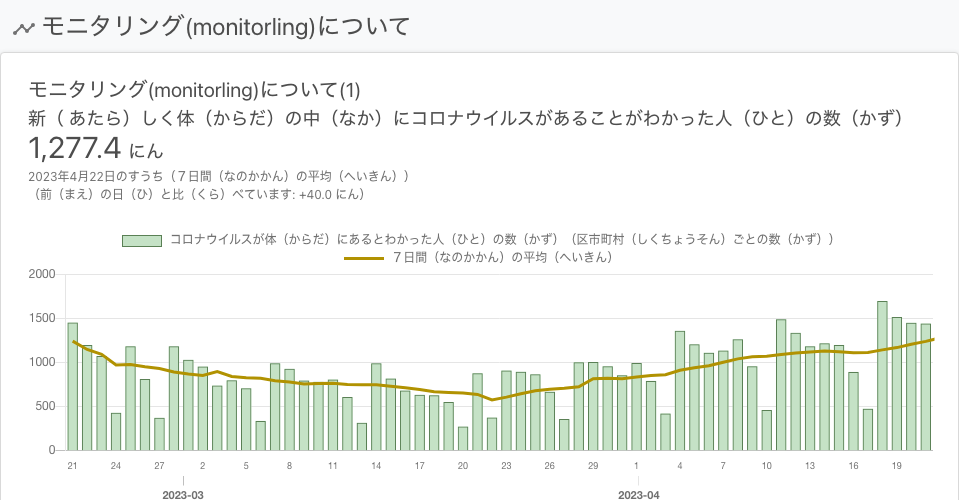 モニタリング(monitorling)について
モニタリング(monitorling)について(1)
新（ あたら）しく体（からだ）の中（なか）にコロナウイルスがあることがわかった人（ひと）の数（かず）
1,277.4 にん
2023年4月22日のすうち（７日間（なのかかん）の平均（へいきん））
（前（まえ）の日（ひ）と比（くら）べています: +40.0 にん）
コロナウイルスが体（からだ）にあるとわかった人（ひと）の数（かず）（区市町村（しくちょうそん）ごとの数（かず））
７日間（なのかかん）の平均（へいきん）
2000
1500
1000
500
0
21 24 27 2 5 8 11 14 17 20 23 26 29 1 4 7 10 13 16 19
2023-03 2023-04